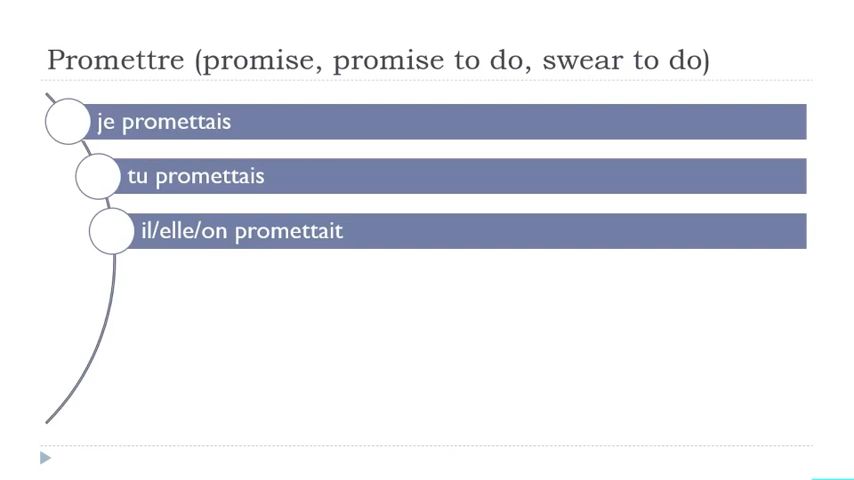 Promettre (promise, promise to do, swear to do)
je promettais
tu promettais
il/elle/on promettait